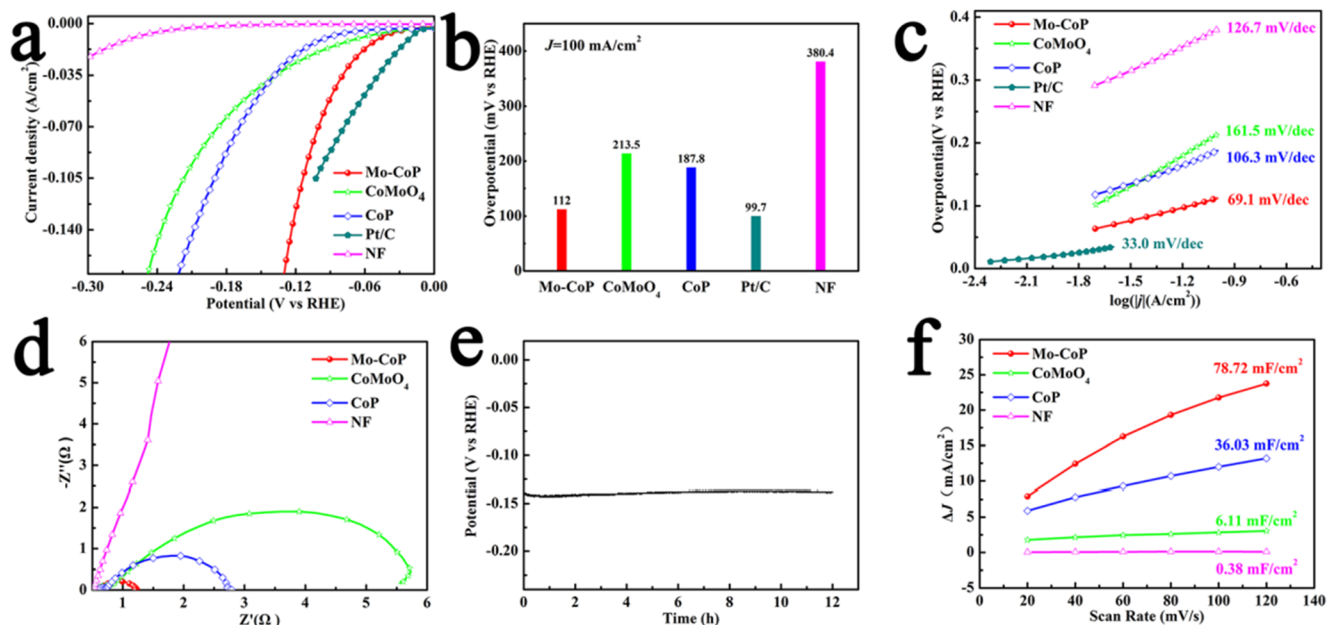 a
0.000
-0.035
-0.070
-0.105
-0.140
Current density (A/cm²)
-0.30
-0.24
-0.18
-0.12
-0.06
0.00
Potential (V vs RHE)
Mo-CoP
CoMoO₄
CoP
Pt/C
NF
b
J=100 mA/cm²
400
300
200
100
0
Overpotential (mV vs RHE)
112
213.5
187.8
99.7
380.4
Mo-CoP
CoMoO₄
CoP
Pt/C
NF
c
0.4
0.3
0.2
0.1
0.0
Overpotential(V vs RHE)
Mo-CoP
CoMoO₄
CoP
Pt/C
NF
126.7 mV/dec
161.5 mV/dec
106.3 mV/dec
69.1 mV/dec
33.0 mV/dec
-2.4
-2.1
-1.8
-1.5
-1.2
-0.9
-0.6
log(|j|(A/cm²))
d
6
5
4
3
2
1
0
-Z''(Ω)
Mo-CoP
CoMoO₄
CoP
NF
1
2
3
4
5
6
Z'(Ω)
e
0.00
-0.05
-0.10
-0.15
-0.20
Potential (V vs RHE)
0
2
4
6
8
10
12
Time (h)
f
30
25
20
15
10
5
0
-5
ΔJ（mA/cm²)
Mo-CoP
CoMoO₄
CoP
NF
78.72 mF/cm²
36.03 mF/cm²
6.11 mF/cm²
0.38 mF/cm²
0
20
40
60
80
100
120
140
Scan Rate (mV/s)